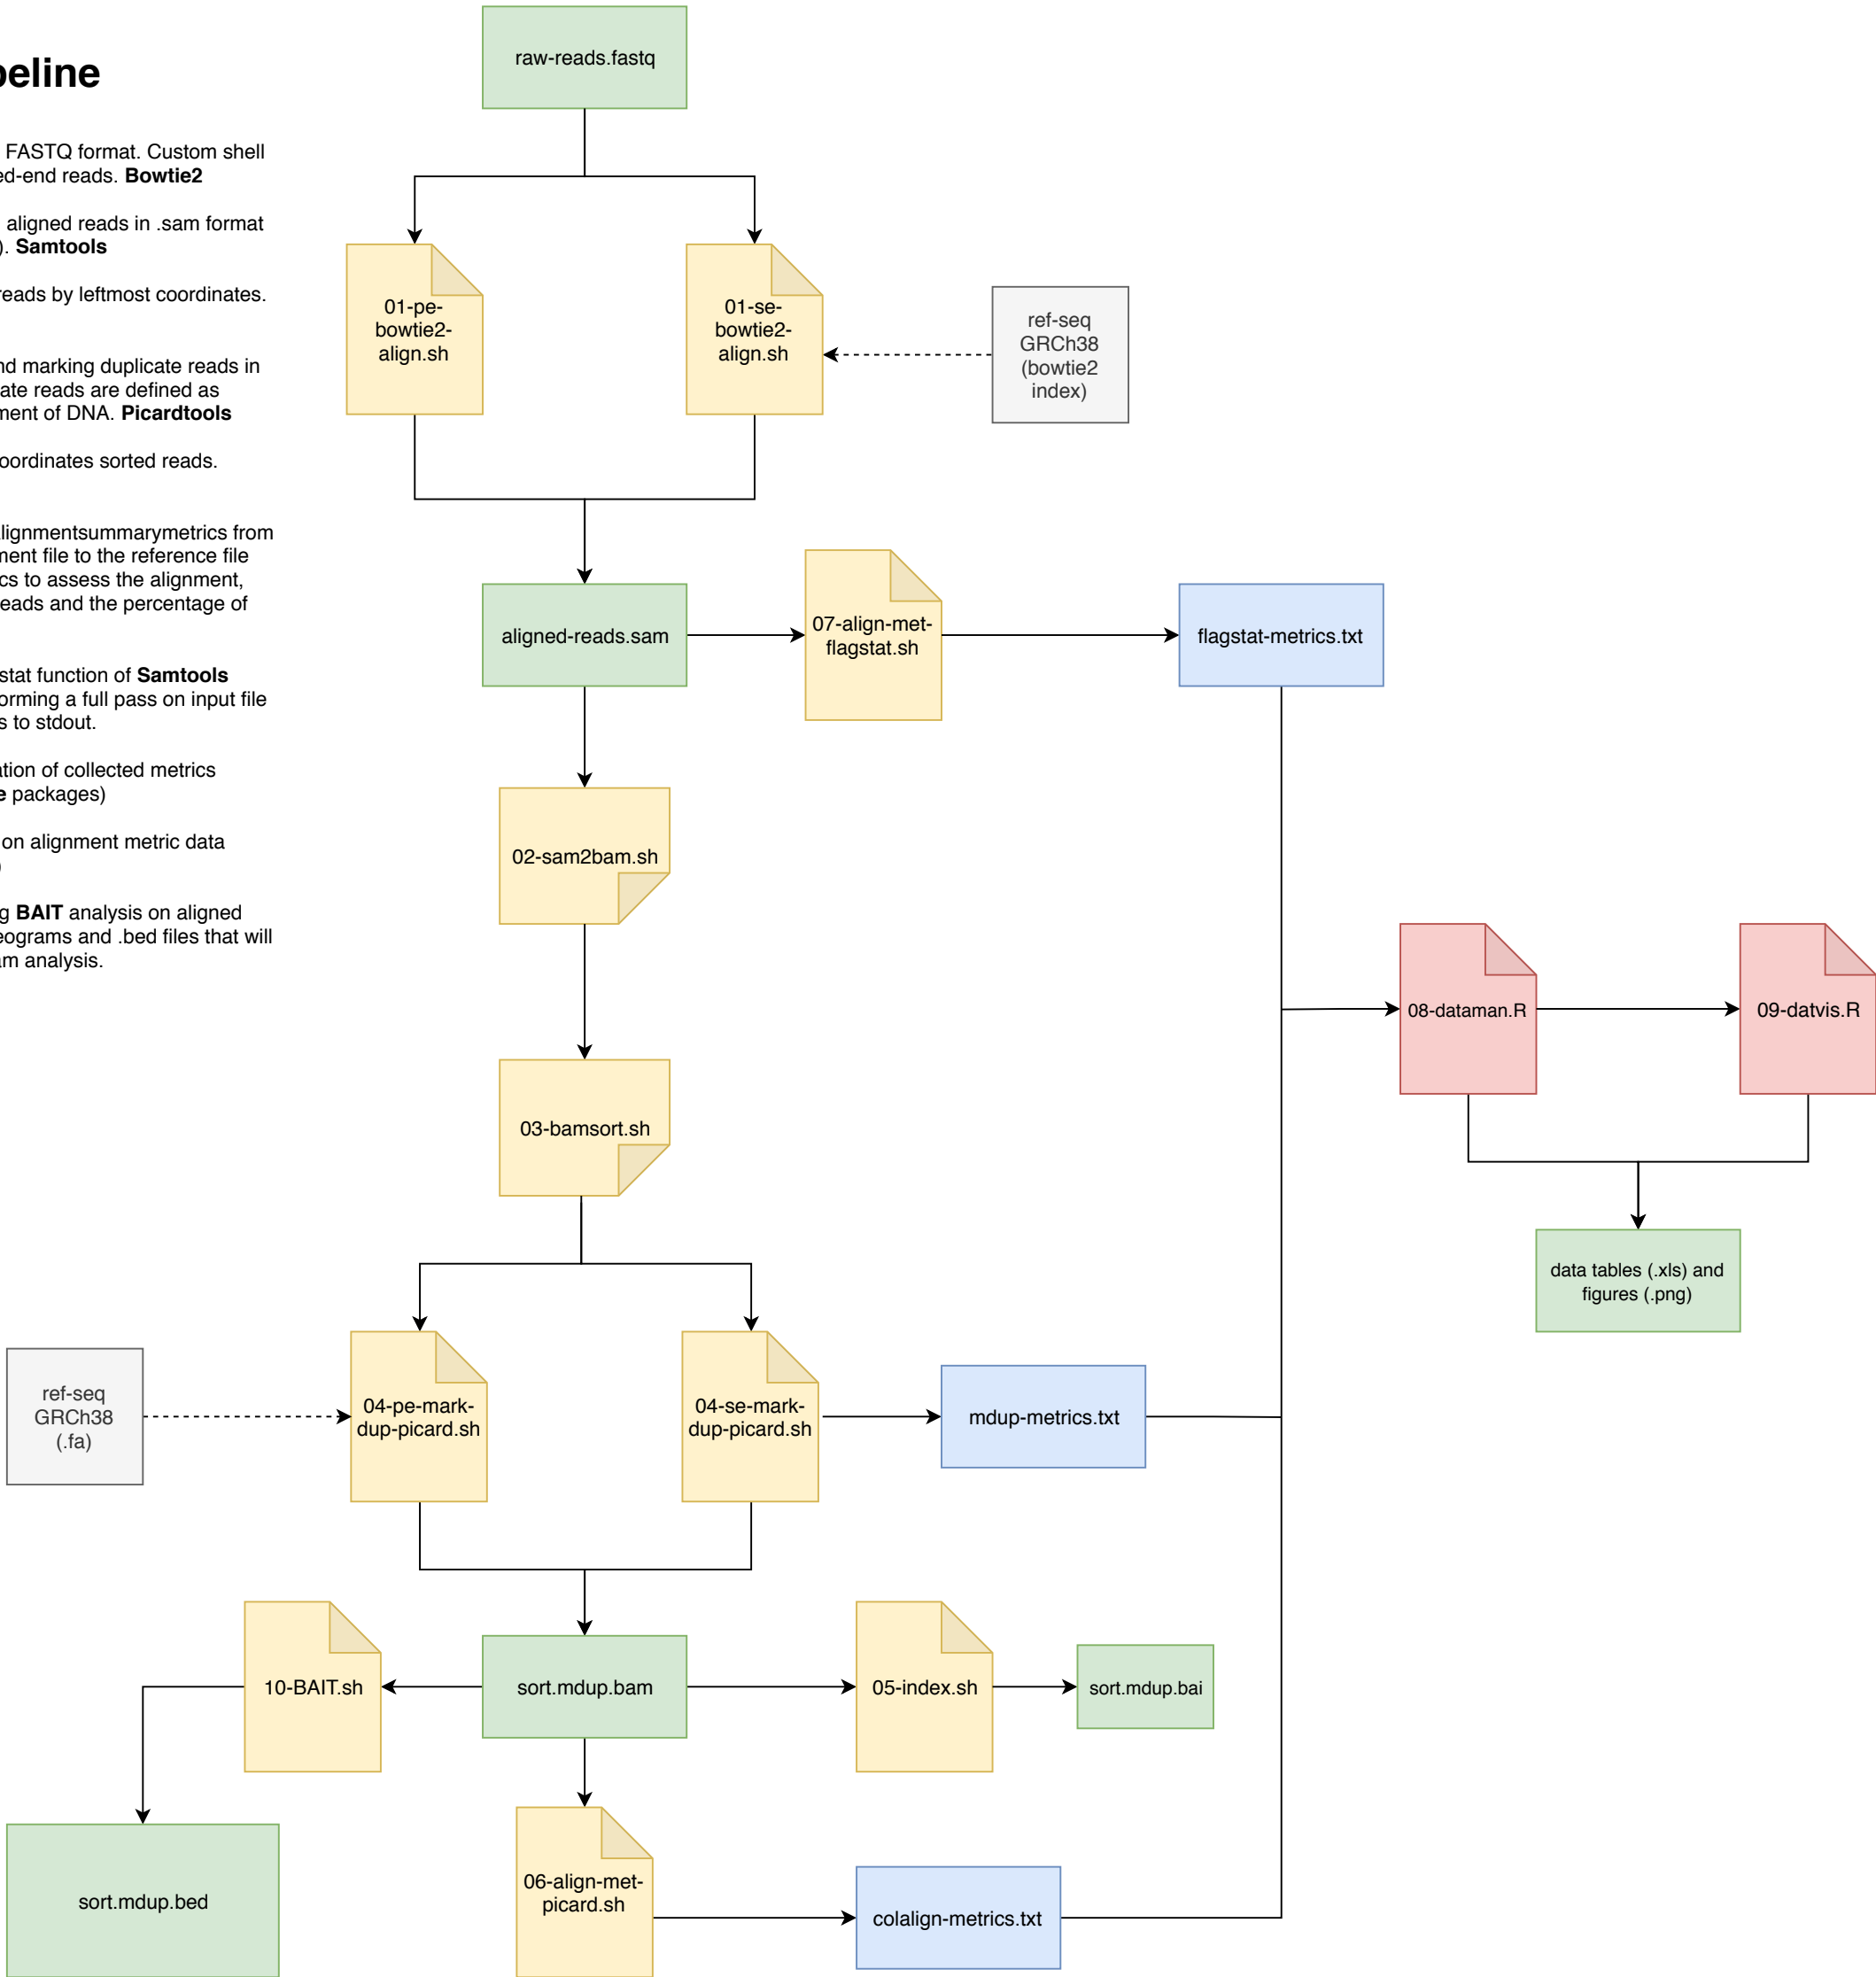 peline
FASTQ format. Custom shell
ed-end reads. Bowtie2
aligned reads in .sam format
). Samtools
reads by leftmost coordinates.
nd marking duplicate reads in
ate reads are defined as
ment of DNA. Picardtools
oordinates sorted reads.
alignmentsummarymetrics from
ment file to the reference file
cs to assess the alignment,
reads and the percentage of
stat function of Samtools
orming a full pass on input file
s to stdout.
ation of collected metrics
e packages)
on alignment metric data
)
g BAIT analysis on aligned
eograms and .bed files that will
am analysis.
raw-reads.fastq
01-pe-
bowtie2-
align.sh
01-se-
bowtie2-
align.sh
ref-seq
GRCh38
(bowtie2
index)
aligned-reads.sam
07-align-met-
flagstat.sh
flagstat-metrics.txt
02-sam2bam.sh
08-dataman.R
09-datvis.R
03-bamsort.sh
data tables (.xls) and
figures (.png)
ref-seq
GRCh38
(.fa)
04-pe-mark-
dup-picard.sh
04-se-mark-
dup-picard.sh
mdup-metrics.txt
10-BAIT.sh
sort.mdup.bam
05-index.sh
sort.mdup.bai
sort.mdup.bed
06-align-met-
picard.sh
colalign-metrics.txt